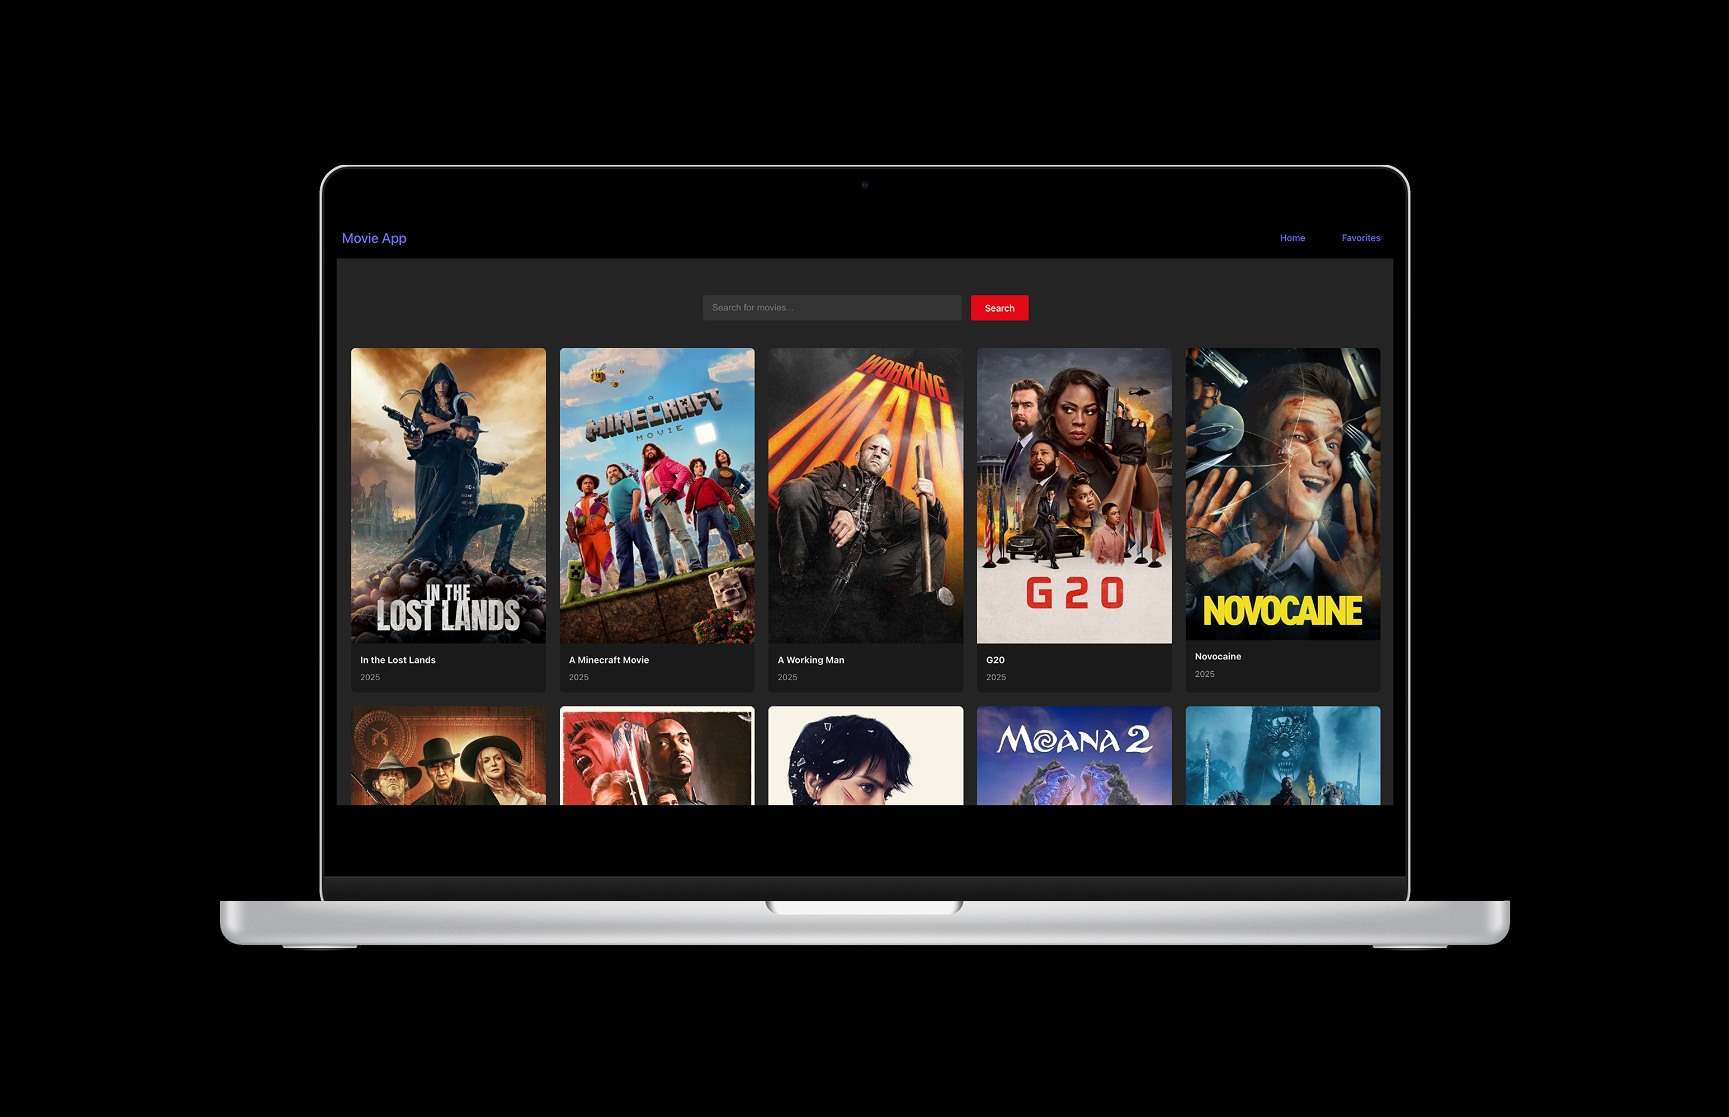 Movie App
Home
Favorites
Search for movies...
Search
IN THE
LOST LANDS
A
MINECRAFT
MOVIE
A
WORKING
MAN
G20
NOVOCAINE
In the Lost Lands
2025
A Minecraft Movie
2025
A Working Man
2025
G20
2025
Novocaine
2025
MOANA 2